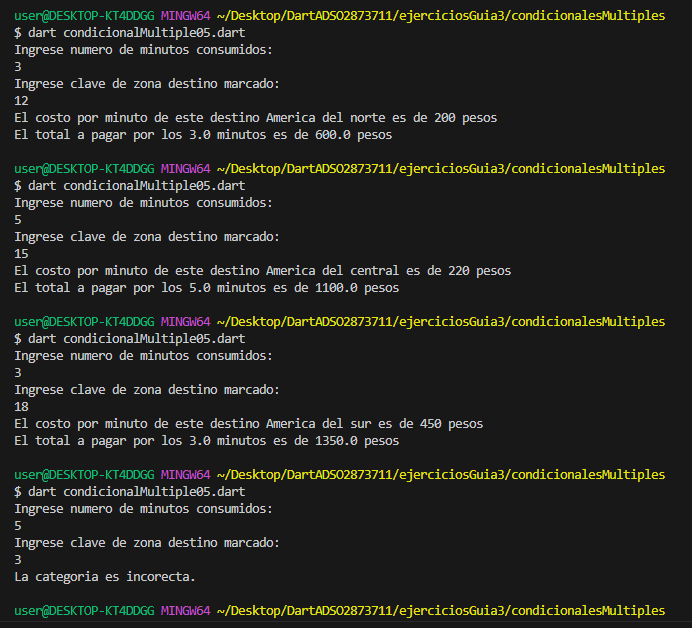 user@DESKTOP-KT4DDGG MINGW64 ~/Desktop/DartADSO2873711/ejerciciosGuia3/condicionalesMultiples
$ dart condicionalMultiple05.dart
Ingrese numero de minutos consumidos:
3
Ingrese clave de zona destino marcado:
12
El costo por minuto de este destino America del norte es de 200 pesos
El total a pagar por los 3.0 minutos es de 600.0 pesos
user@DESKTOP-KT4DDGG MINGW64 ~/Desktop/DartADSO2873711/ejerciciosGuia3/condicionalesMultiples
$ dart condicionalMultiple05.dart
Ingrese numero de minutos consumidos:
5
Ingrese clave de zona destino marcado:
15
El costo por minuto de este destino America del central es de 220 pesos
El total a pagar por los 5.0 minutos es de 1100.0 pesos
user@DESKTOP-KT4DDGG MINGW64 ~/Desktop/DartADSO2873711/ejerciciosGuia3/condicionalesMultiples
$ dart condicionalMultiple05.dart
Ingrese numero de minutos consumidos:
3
Ingrese clave de zona destino marcado:
18
El costo por minuto de este destino America del sur es de 450 pesos
El total a pagar por los 3.0 minutos es de 1350.0 pesos
user@DESKTOP-KT4DDGG MINGW64 ~/Desktop/DartADSO2873711/ejerciciosGuia3/condicionalesMultiples
$ dart condicionalMultiple05.dart
Ingrese numero de minutos consumidos:
5
Ingrese clave de zona destino marcado:
3
La categoria es incorecta.
user@DESKTOP-KT4DDGG MINGW64 ~/Desktop/DartADSO2873711/ejerciciosGuia3/condicionalesMultiples